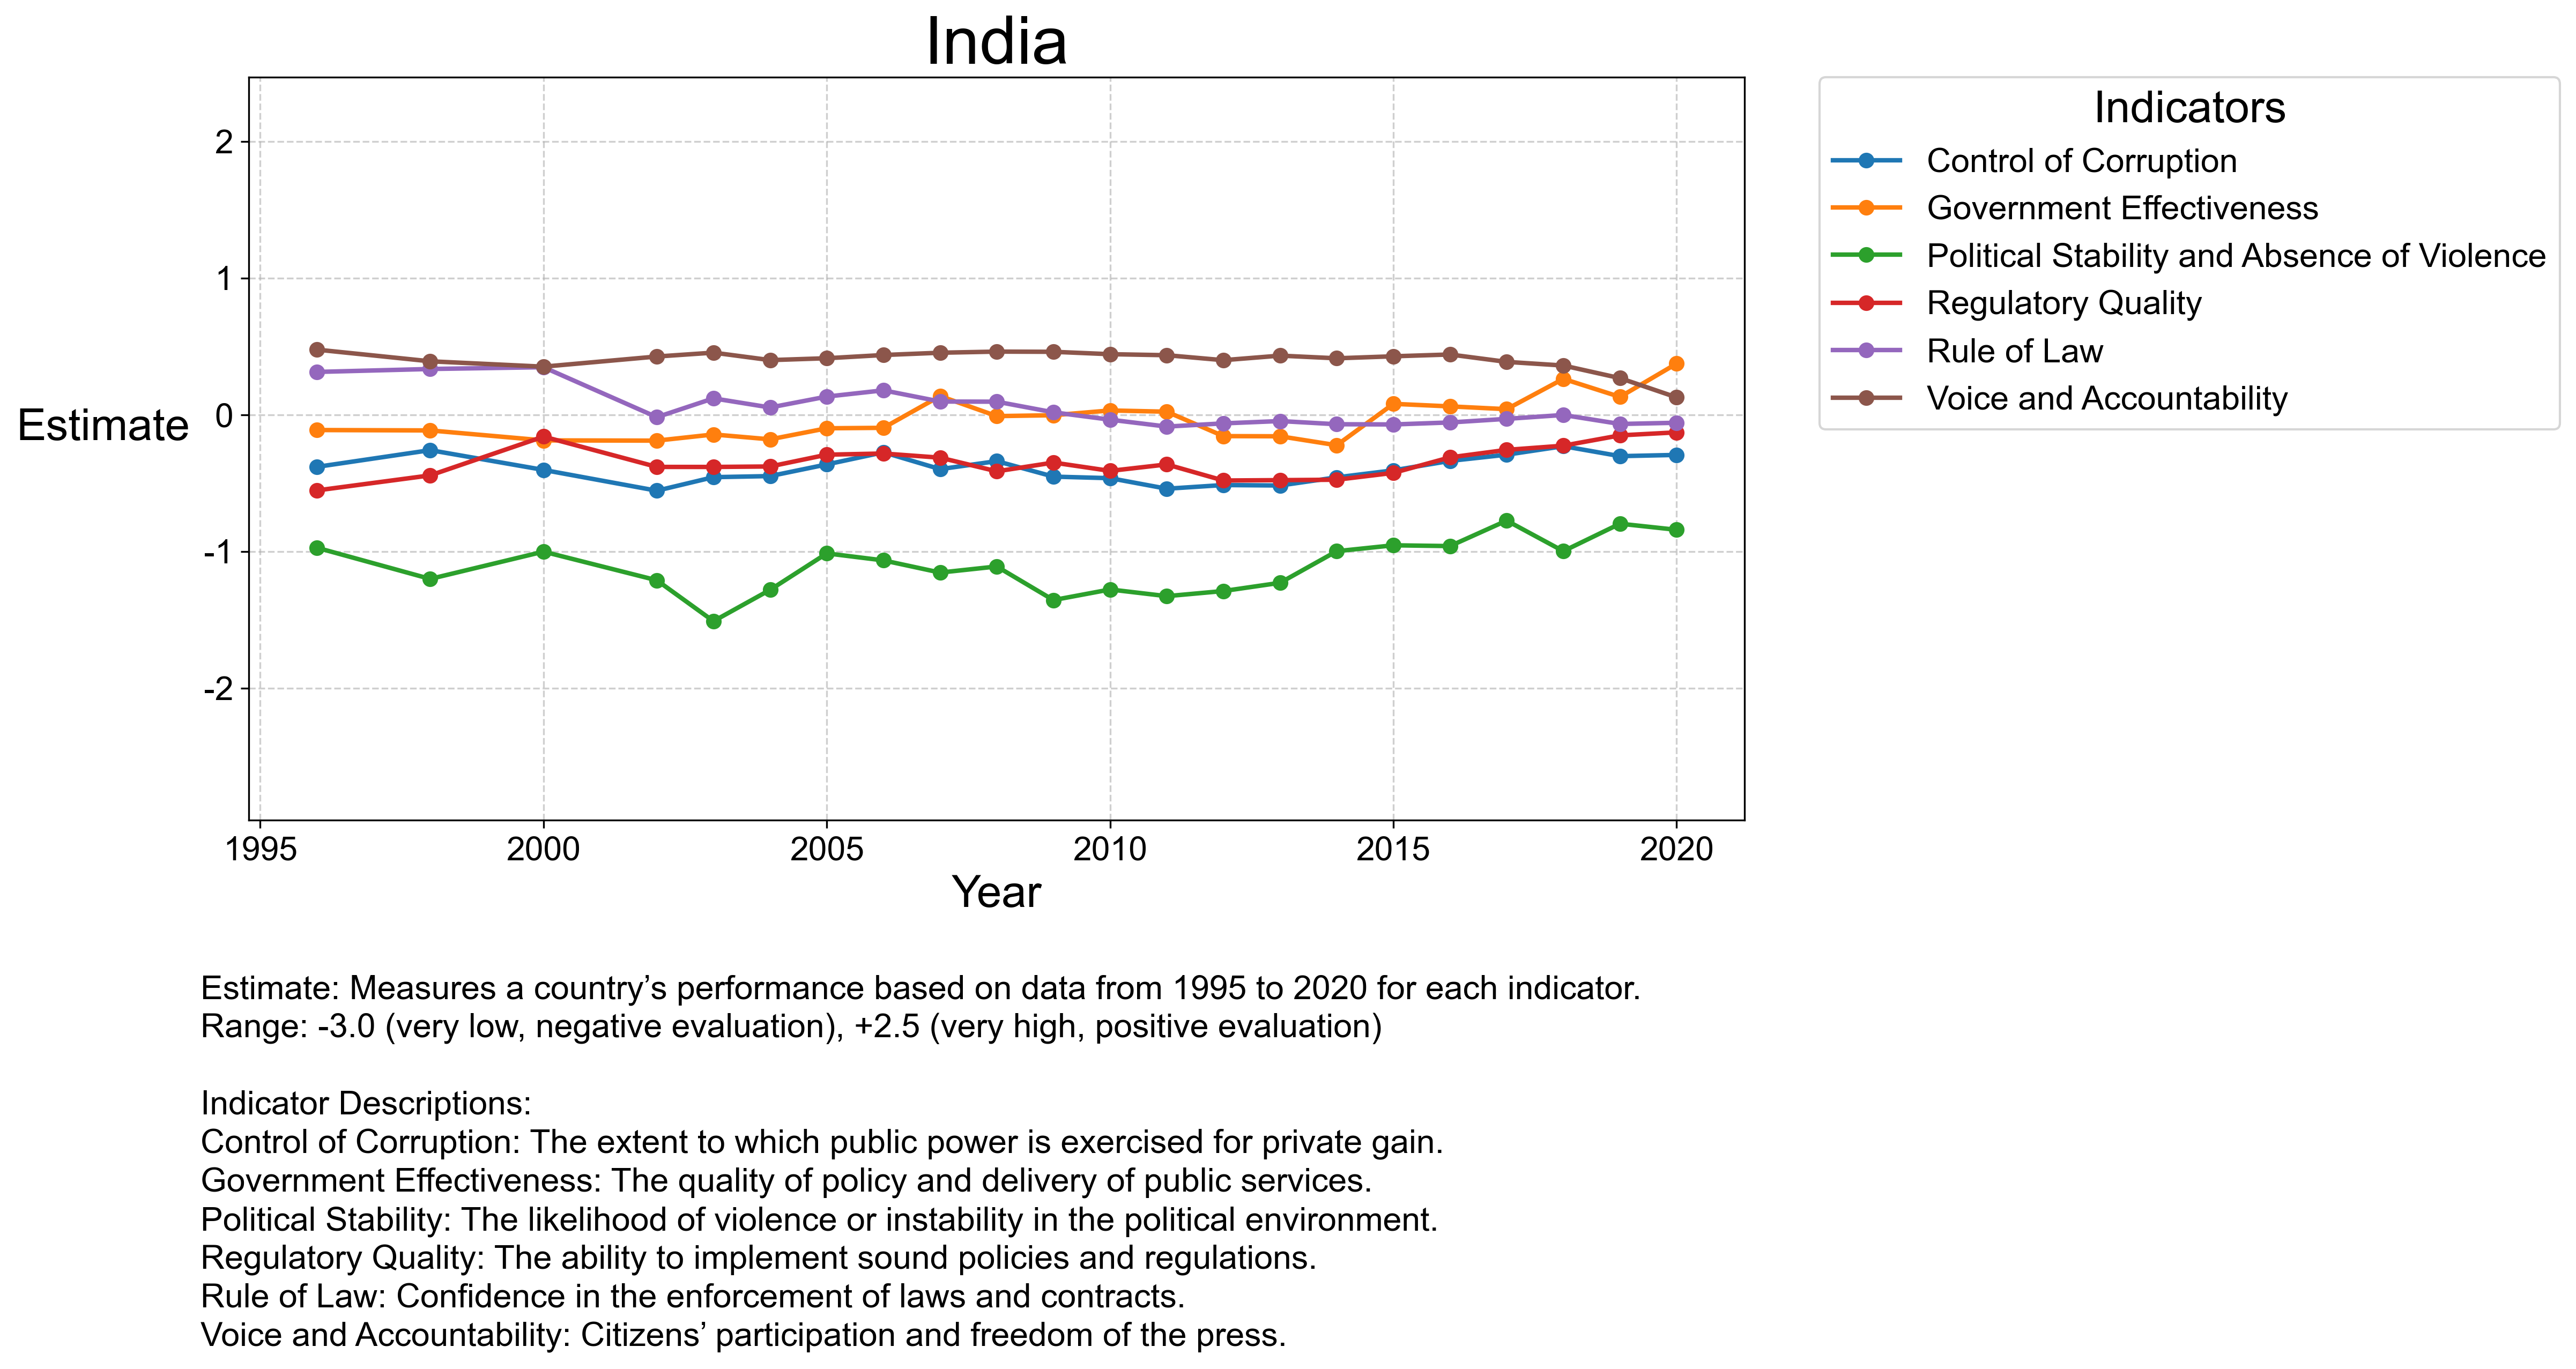 India
Indicators
Control of Corruption
Government Effectiveness
Political Stability and Absence of Violence
Regulatory Quality
Rule of Law
Voice and Accountability
Estimate
2
1
0
-1
-2
1995 2000 2005 2010 2015 2020
Year
Estimate: Measures a country’s performance based on data from 1995 to 2020 for each indicator.
Range: -3.0 (very low, negative evaluation), +2.5 (very high, positive evaluation)
Indicator Descriptions:
Control of Corruption: The extent to which public power is exercised for private gain.
Government Effectiveness: The quality of policy and delivery of public services.
Political Stability: The likelihood of violence or instability in the political environment.
Regulatory Quality: The ability to implement sound policies and regulations.
Rule of Law: Confidence in the enforcement of laws and contracts.
Voice and Accountability: Citizens’ participation and freedom of the press.